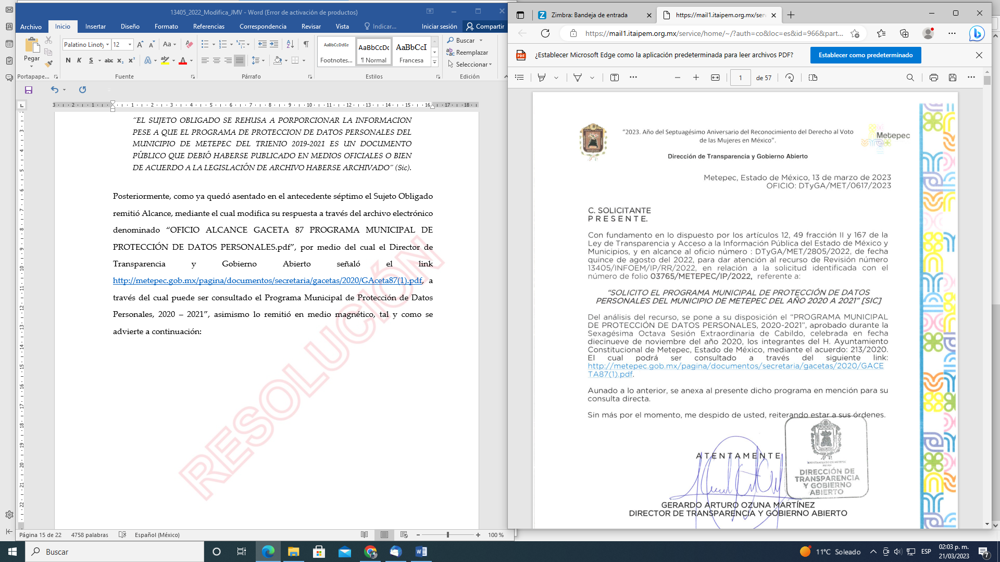 13405_2022_Modifica_JMV - Word (Error de activación de productos)
Archivo
Inicio
Insertar
Diseño
Formato
Referencias
Correspondencia
Revisar
Vista
Indicar...
Iniciar sesión
Compartir
Pegar
Palatino Linoty
12
Aa
N K S abc x₂ x²
AaBbCcDdEe
AaBbCcDc
AaBbCcI
Footnotes...
¶ Normal
Francesa
Buscar
Reemplazar
Seleccionar
Portapape...
Fuente
Párrafo
Estilos
Edición
“EL SUJETO OBLIGADO SE REHUSA A PORPORCIONAR LA INFORMACION
PESE A QUE EL PROGRAMA DE PROTECCION DE DATOS PERSONALES DEL
MUNICIPIO DE METEPEC DEL TRIENIO 2019-2021 ES UN DOCUMENTO
PÚBLICO QUE DEBIÓ HABERSE PUBLICADO EN MEDIOS OFICIALES O BIEN
DE ACUERDO A LA LEGISLACIÓN DE ARCHIVO HABERSE ARCHIVADO” (Sic).
Posteriormente, como ya quedó asentado en el antecedente séptimo el Sujeto Obligado
remitió Alcance, mediante el cual modifica su respuesta a través del archivo electrónico
denominado “OFICIO ALCANCE GACETA 87 PROGRAMA MUNICIPAL DE
PROTECCIÓN DE DATOS PERSONALES.pdf”, por medio del cual el Director de
Transparencia y Gobierno Abierto señaló el link
http://metepec.gob.mx/pagina/documentos/secretaria/gacetas/2020/GAceta87(1).pdf, a
través del cual puede ser consultado el Programa Municipal de Protección de Datos
Personales, 2020 – 2021”, asimismo lo remitió en medio magnético, tal y como se
advierte a continuación:
RESOLUCIÓN
Página 15 de 22
4758 palabras
Español (México)
100 %
Zimbra: Bandeja de entrada
https://mail1.itaipem.org.mx/ser
https://mail1.itaipem.org.mx/service/home/~/?auth=co&loc=es&id=966&part...
PDF
¿Establecer Microsoft Edge como la aplicación predeterminada para leer archivos PDF?
Establecer como predeterminado
1
de 57
“2023. Año del Septuagésimo Aniversario del Reconocimiento del Derecho al Voto
de las Mujeres en México”.
Metepec
Dirección de Transparencia y Gobierno Abierto
Metepec, Estado de México, 13 de marzo de 2023
OFICIO: DTyGA/MET/0617/2023
C. SOLICITANTE
P R E S E N T E.
Con fundamento en lo dispuesto por los artículos 12, 49 fracción II y 167 de la
Ley de Transparencia y Acceso a la Información Pública del Estado de México y
Municipios, y en alcance al oficio número : DTyGA/MET/2805/2022, de fecha
quince de agosto del 2022, para dar atención al recurso de Revisión número
13405/INFOEM/IP/RR/2022, en relación a la solicitud identificada con el
número de folio 03765/METEPEC/IP/2022, referente a:
“SOLICITO EL PROGRAMA MUNICIPAL DE PROTECCIÓN DE DATOS
PERSONALES DEL MUNICIPIO DE METEPEC DEL AÑO 2020 A 2021” [SIC]
Del análisis del recurso, se pone a su disposición el “PROGRAMA MUNICIPAL
DE PROTECCIÓN DE DATOS PERSONALES, 2020-2021”, aprobado durante la
Sexagésima Octava Sesión Extraordinaria de Cabildo, celebrada en fecha
diecinueve de noviembre del año 2020, los integrantes del H. Ayuntamiento
Constitucional de Metepec, Estado de México, mediante el acuerdo: 213/2020.
El cual podrá ser consultado a través del siguiente link:
http://metepec.gob.mx/pagina/documentos/secretaria/gacetas/2020/GACE
TA87(1).pdf.
Aunado a lo anterior, se anexa al presente dicho programa en mención para su
consulta directa.
Sin más por el momento, me despido de usted, reiterando estar a sus órdenes.
A T E N T A M E N T E
DIRECCIÓN DE
TRANSPARENCIA
Y GOBIERNO
ABIERTO
GERARDO ARTURO OZUNA MARTÍNEZ
DIRECTOR DE TRANSPARENCIA Y GOBIERNO ABIERTO
Buscar
11°C Soleado
ESP
02:03 p. m.
21/03/2023
7